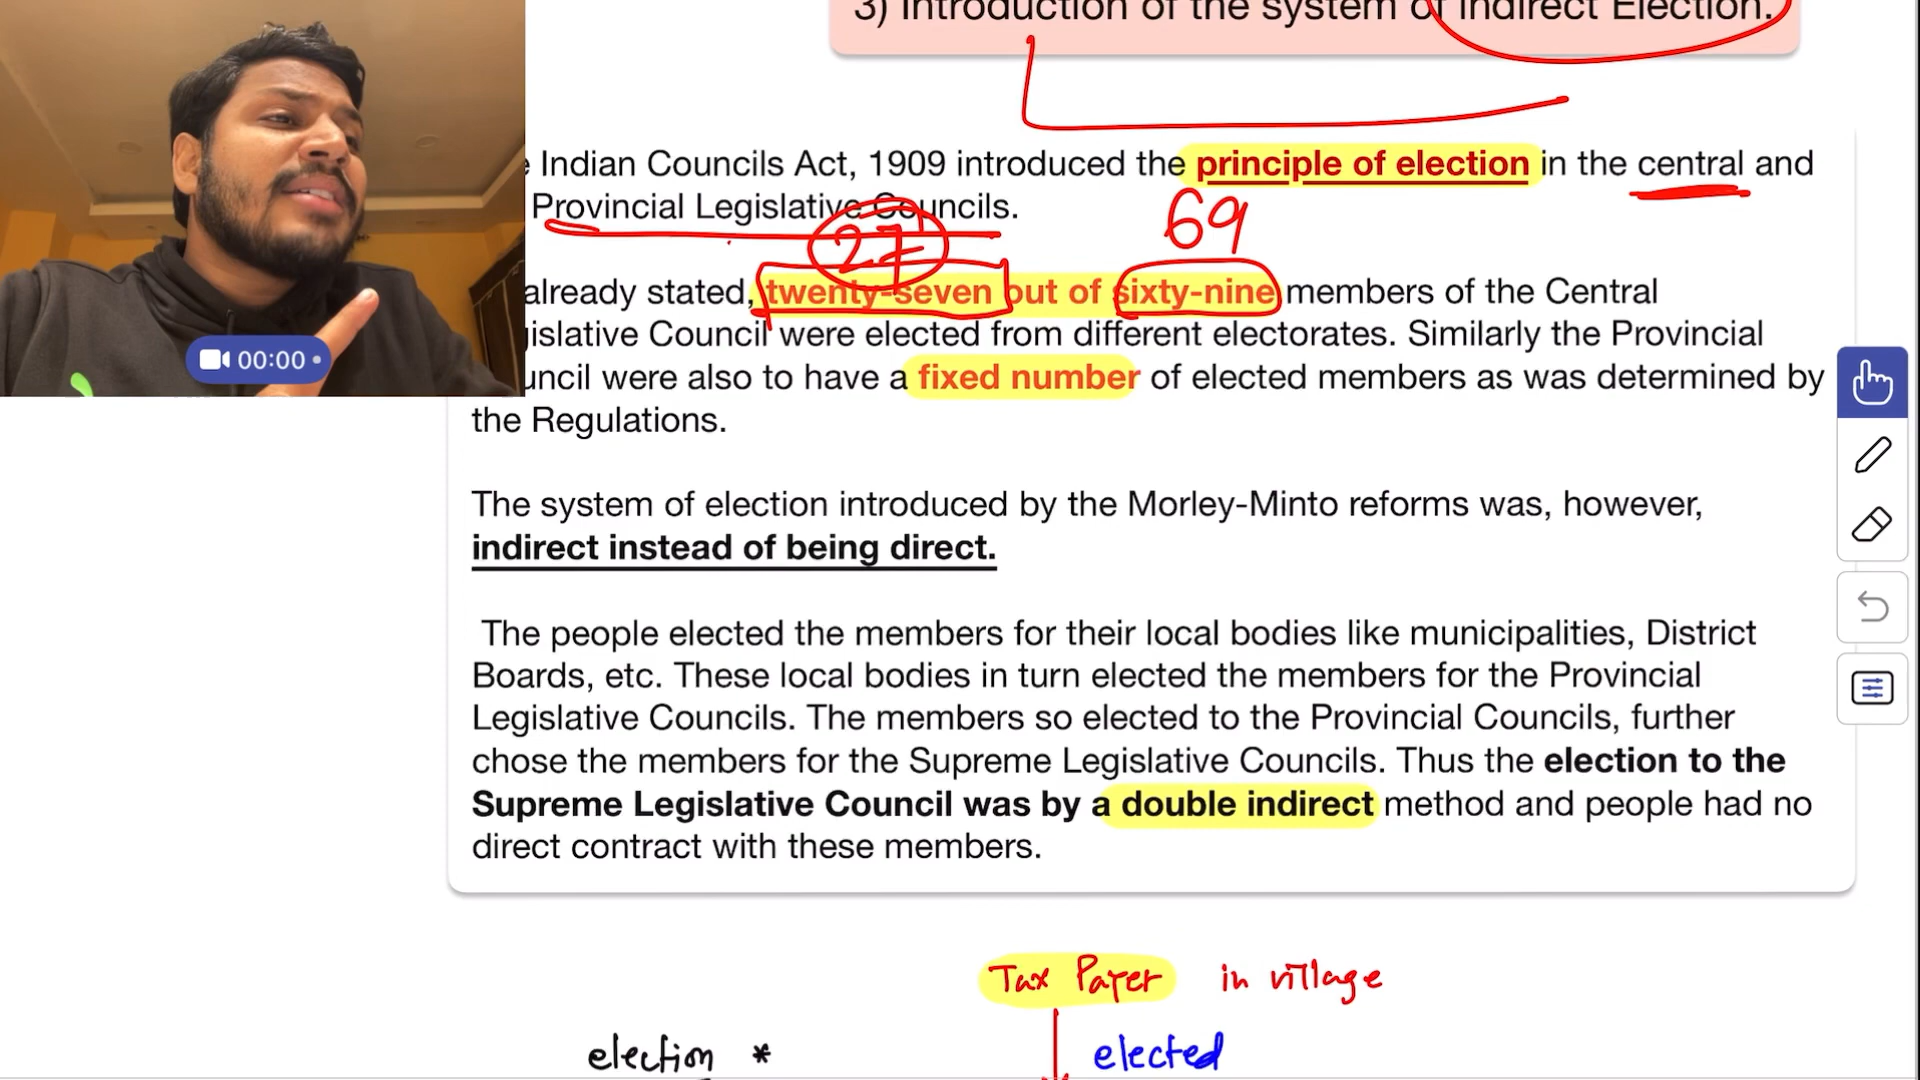 3) Introduction of the system of Indirect Election.
Indian Councils Act, 1909 introduced the principle of election in the central and
Provincial Legislative Councils.
27
69
already stated, twenty-seven out of sixty-nine members of the Central
islative Council were elected from different electorates. Similarly the Provincial
uncil were also to have a fixed number of elected members as was determined by
the Regulations.
00:00
The system of election introduced by the Morley-Minto reforms was, however,
indirect instead of being direct.
The people elected the members for their local bodies like municipalities, District
Boards, etc. These local bodies in turn elected the members for the Provincial
Legislative Councils. The members so elected to the Provincial Councils, further
chose the members for the Supreme Legislative Councils. Thus the election to the
Supreme Legislative Council was by a double indirect method and people had no
direct contract with these members.
Tax Payer in village
election * elected